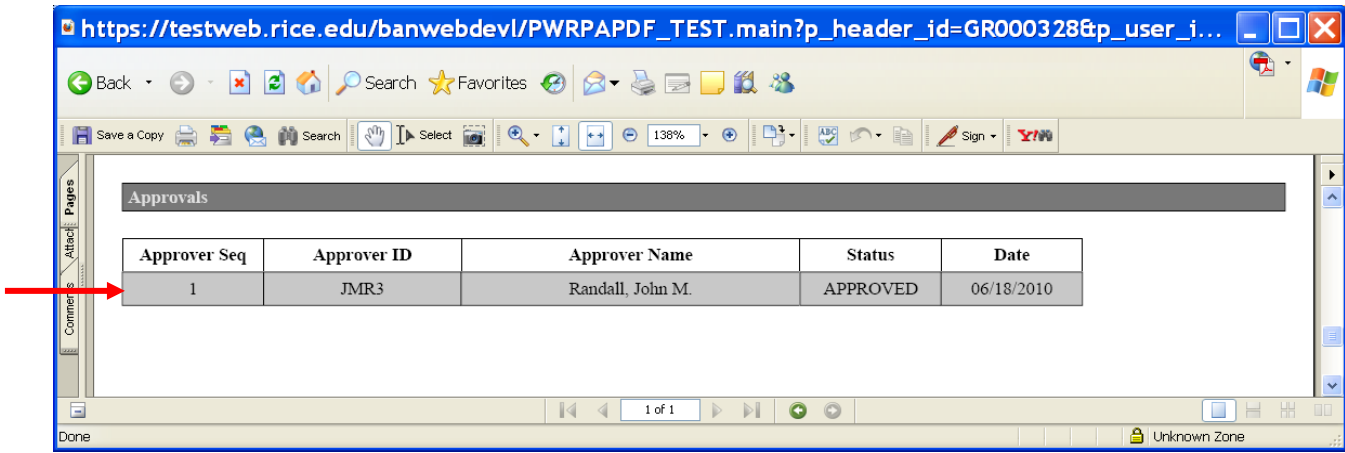 https://testweb.rice.edu/banwebdevl/PWRPAPDF_TEST.main?p_header_id=GR000328&p_user_i...
Back Search Favorites
Save a Copy Search Select 138% Sign Y!
Pages
Attach
Comments
Approvals
Approver Seq Approver ID Approver Name Status Date
1 JMR3 Randall, John M. APPROVED 06/18/2010
1 of 1
Done Unknown Zone